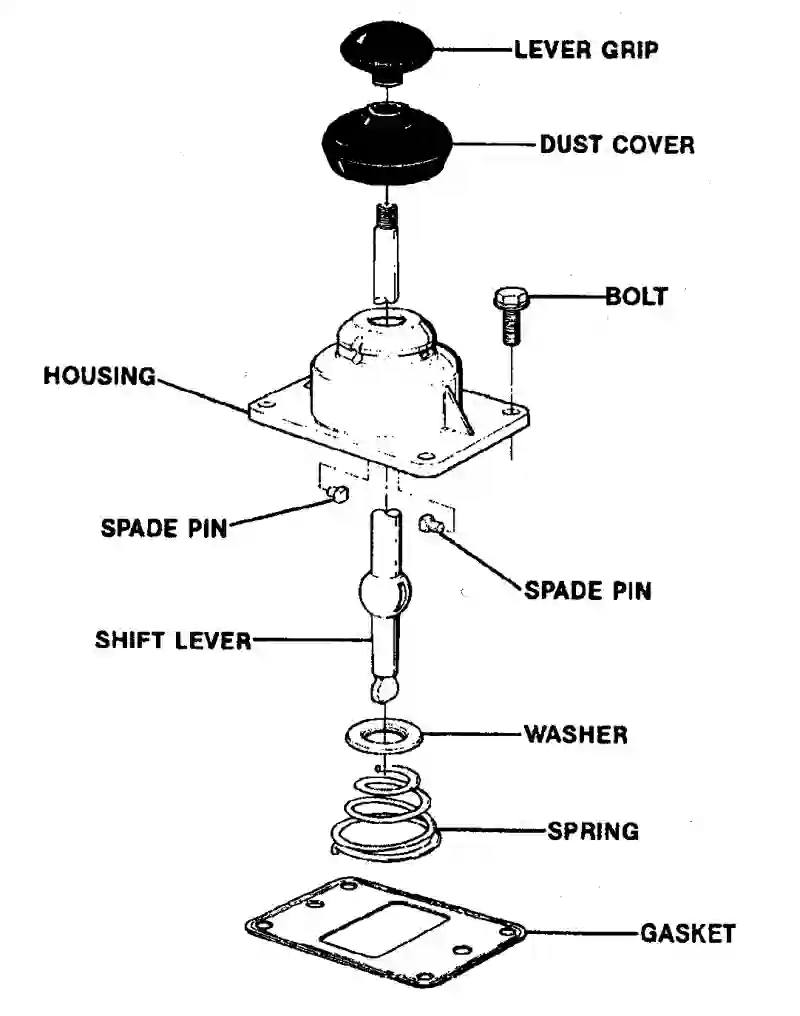 LEVER GRIP
DUST COVER
BOLT
HOUSING
SPADE PIN
SPADE PIN
SHIFT LEVER
WASHER
SPRING
GASKET